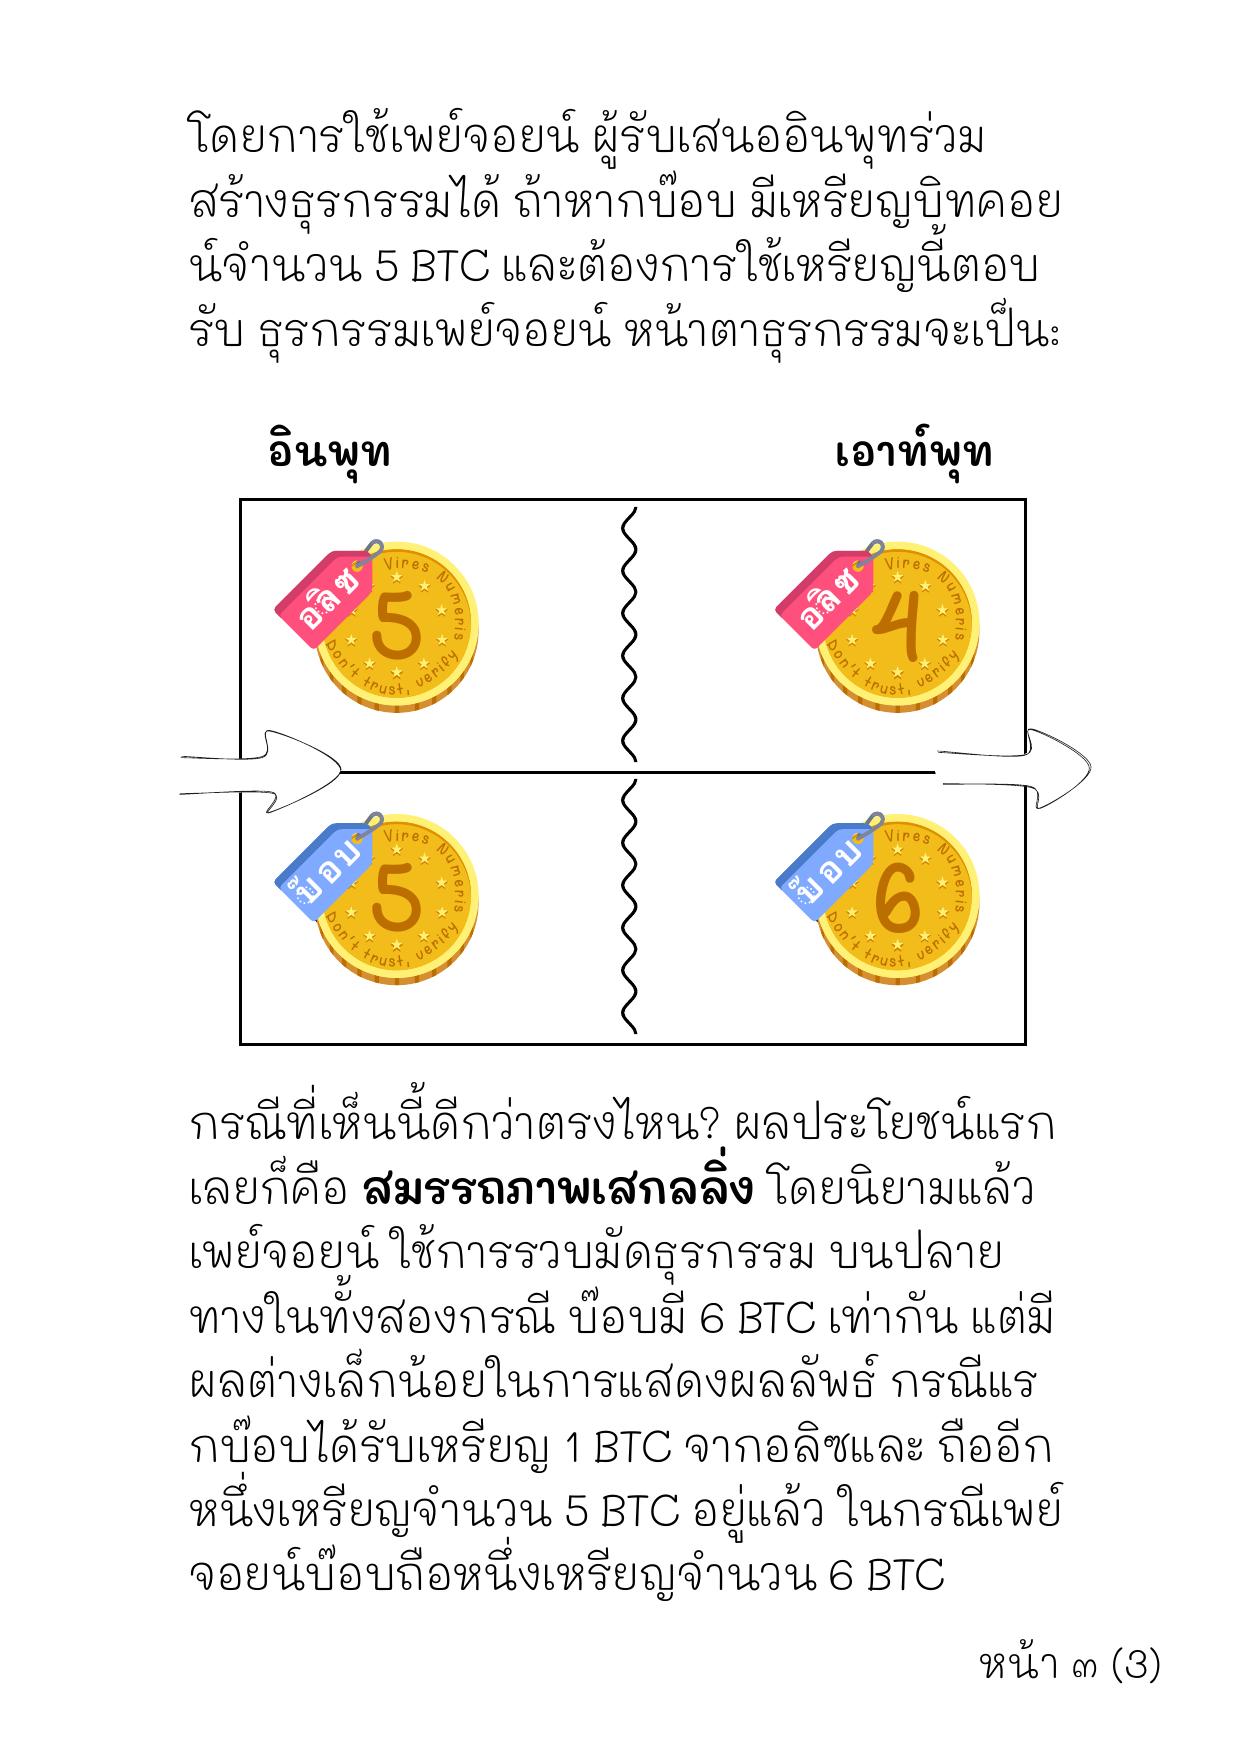 โดยการใช้เพย์จอยน์ ผู้รับเสนออินพุทร่วม
สร้างธุรกรรมได้ ถ้าหากบ๊อบ มีเหรียญบิทคอย
น์จำนวน 5 BTC และต้องการใช้เหรียญนี้ตอบ
รับ ธุรกรรมเพย์จอยน์ หน้าตาธุรกรรมจะเป็น:
อินพุท
เอาท์พุท
อลิซ
Vires Numeris
5
Don't trust, verify
อลิซ
Vires Numeris
4
Don't trust, verify
บ๊อบ
Vires Numeris
5
Don't trust, verify
บ๊อบ
Vires Numeris
6
Don't trust, verify
กรณีที่เห็นนี้ดีกว่าตรงไหน? ผลประโยชน์แรก
เลยก็คือ สมรรถภาพเสกลลิ่ง โดยนิยามแล้ว
เพย์จอยน์ ใช้การรวบมัดธุรกรรม บนปลาย
ทางในทั้งสองกรณี บ๊อบมี 6 BTC เท่ากัน แต่มี
ผลต่างเล็กน้อยในการแสดงผลลัพธ์ กรณีแร
กบ๊อบได้รับเหรียญ 1 BTC จากอลิซและ ถืออีก
หนึ่งเหรียญจำนวน 5 BTC อยู่แล้ว ในกรณีเพย์
จอยน์บ๊อบถือหนึ่งเหรียญจำนวน 6 BTC
หน้า ๓ (3)